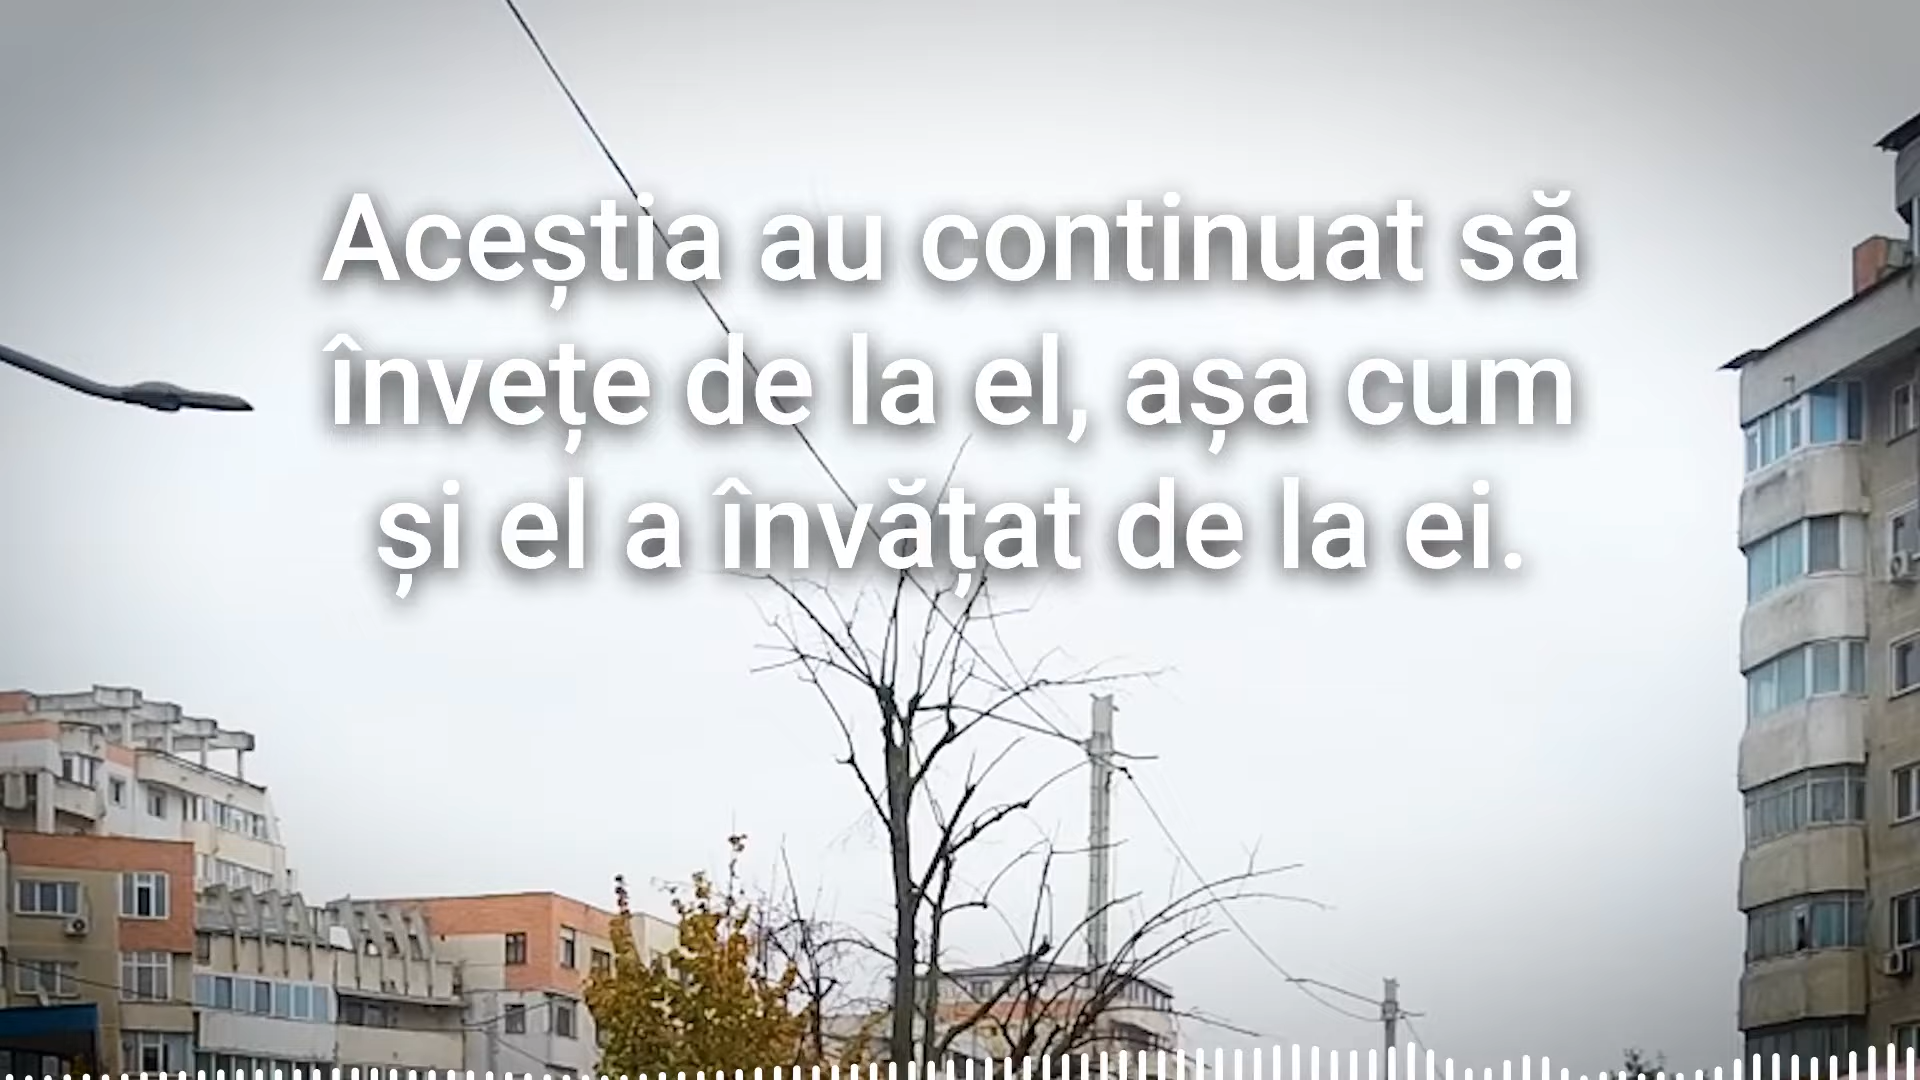 Aceștia au continuat să
învețe de la el, așa cum
și el a învățat de la ei.